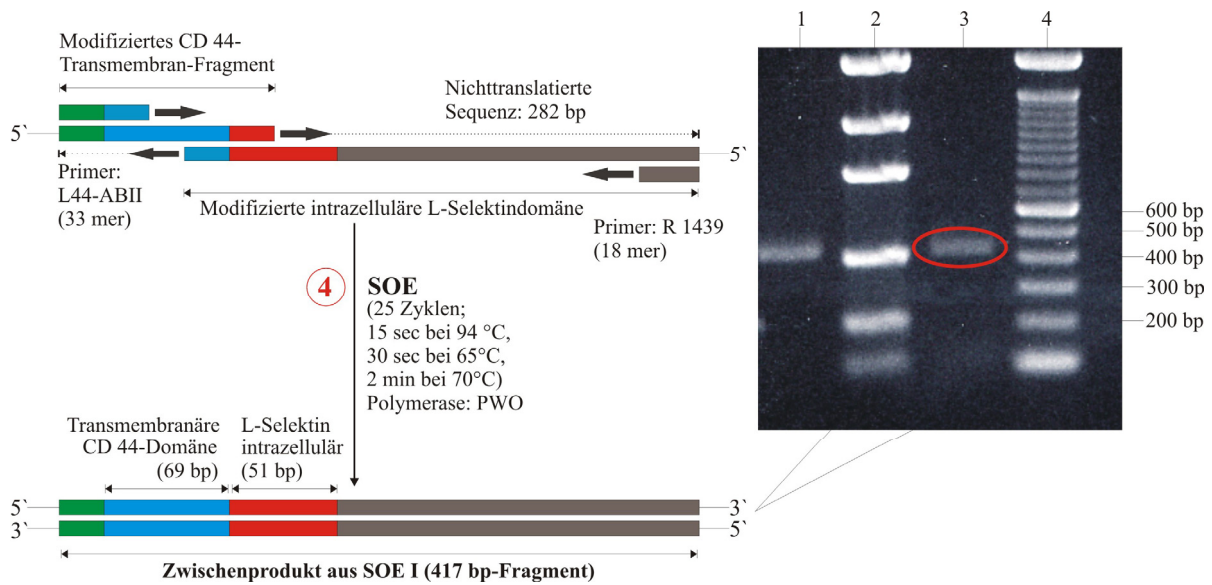 Modifiziertes CD 44-
Transmembran-Fragment
Nichttranslatierte
Sequenz: 282 bp
5`
5`
Primer:
L44-ABII
(33 mer)
Modifizierte intrazelluläre L-Selektindomäne
Primer: R 1439
(18 mer)
4
SOE
(25 Zyklen;
15 sec bei 94 °C,
30 sec bei 65°C,
2 min bei 70°C)
Polymerase: PWO
Transmembranäre
CD 44-Domäne
(69 bp)
L-Selektin
intrazellulär
(51 bp)
5`
3`
3`
5`
Zwischenprodukt aus SOE I (417 bp-Fragment)
1 2 3 4
600 bp
500 bp
400 bp
300 bp
200 bp